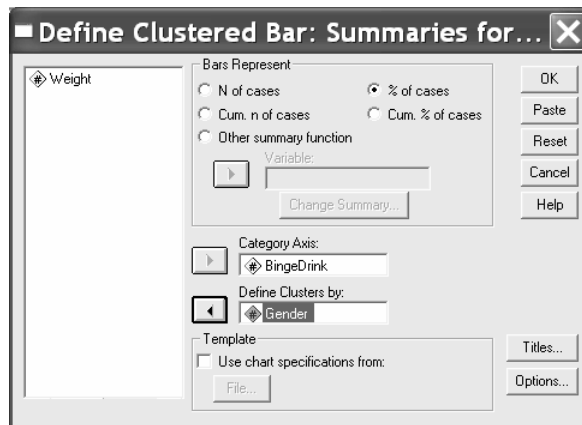 Define Clustered Bar: Summaries for...
Weight
Bars Represent
N of cases
% of cases
Cum. n of cases
Cum. % of cases
Other summary function
Variable:
Change Summary...
Category Axis:
BingeDrink
Define Clusters by:
Gender
Template
Use chart specifications from:
File...
OK
Paste
Reset
Cancel
Help
Titles...
Options...